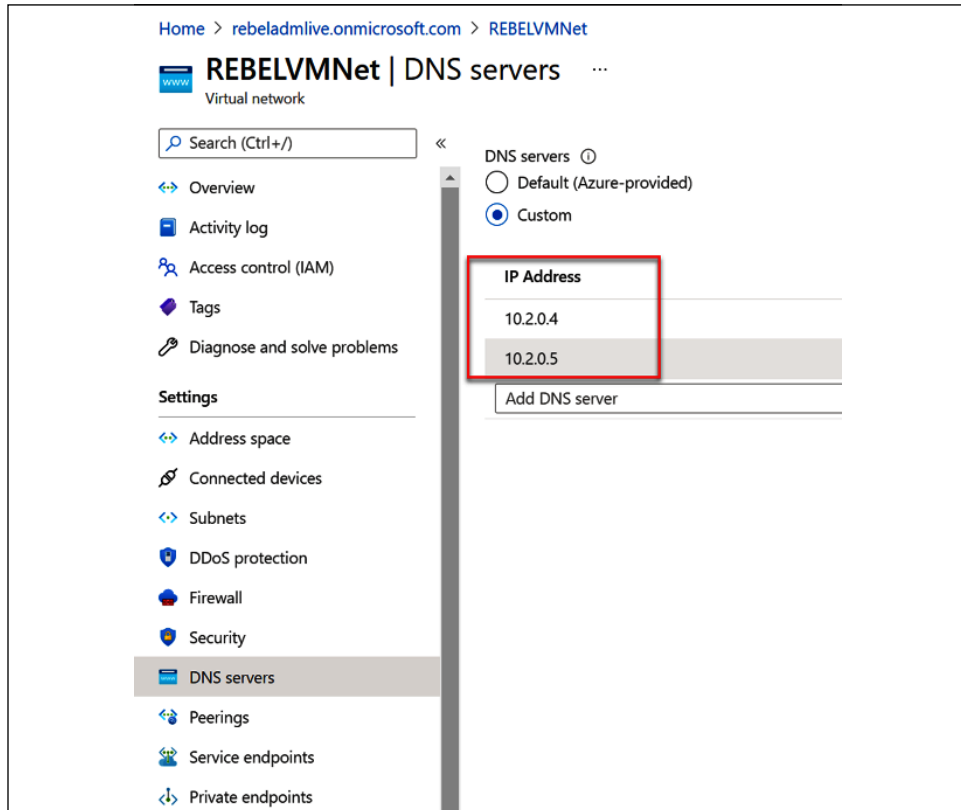 Home > rebeladmlive.onmicrosoft.com > REBELVMNet
www
REBELVMNet | DNS servers ...
Virtual network
Search (Ctrl+/)
«
Overview
Activity log
Access control (IAM)
Tags
Diagnose and solve problems
Settings
Address space
Connected devices
Subnets
DDoS protection
Firewall
Security
DNS servers
Peerings
Service endpoints
Private endpoints
DNS servers
Default (Azure-provided)
Custom
IP Address
10.2.0.4
10.2.0.5
Add DNS server